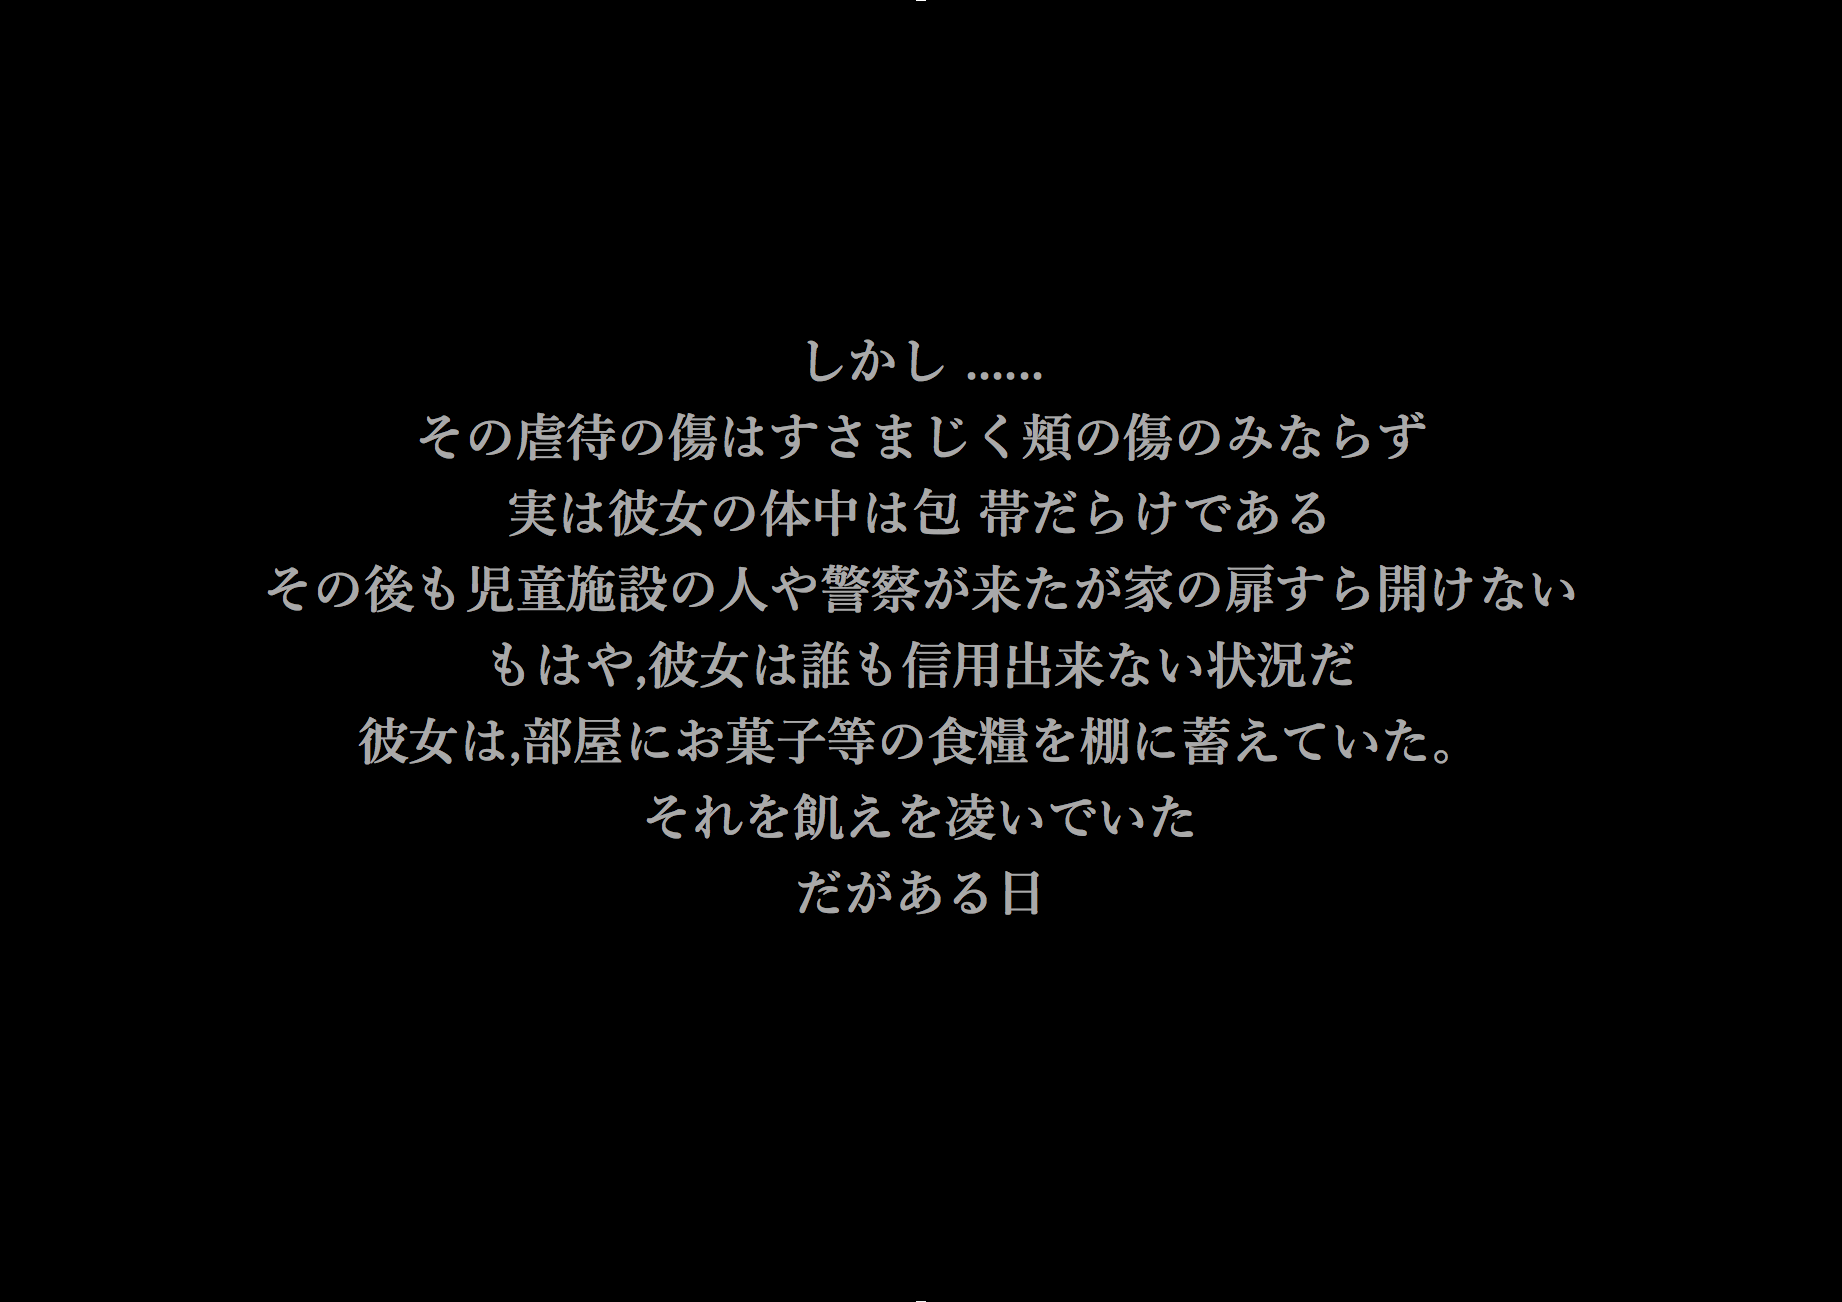 しかし ......
その虐待の傷はすさまじく頬の傷のみならず
実は彼女の体中は包 帯だらけである
その後も児童施設の人や警察が来たが家の扉すら開けない
もはや,彼女は誰も信用出来ない状況だ
彼女は,部屋にお菓子等の食糧を棚に蓄えていた。
それを飢えを凌いでいた
だがある日